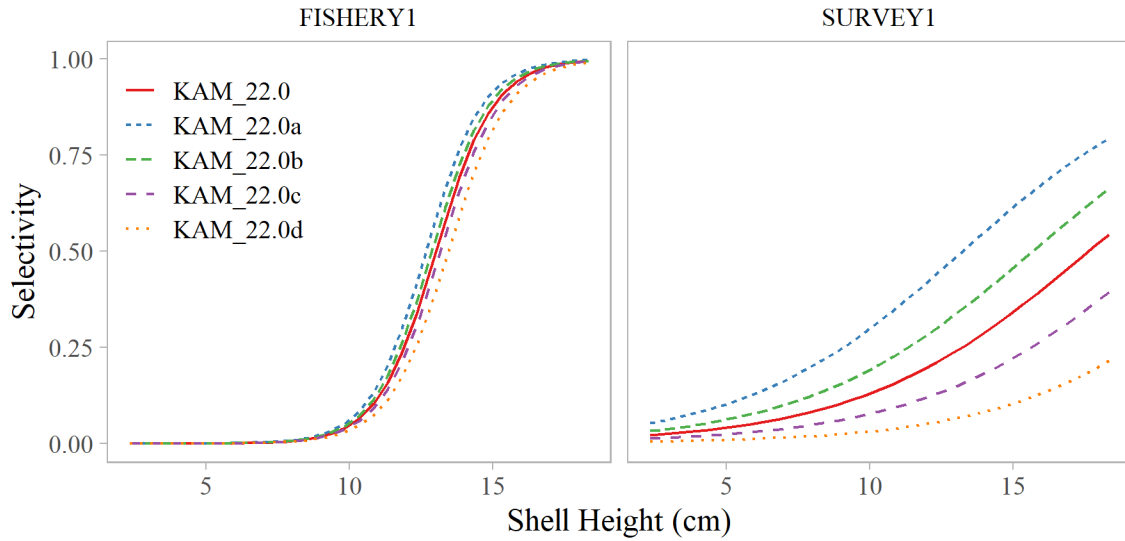 FISHERY1
SURVEY1
Selectivity
1.00
0.75
0.50
0.25
0.00
KAM_22.0
KAM_22.0a
KAM_22.0b
KAM_22.0c
KAM_22.0d
5 10 15
5 10 15
Shell Height (cm)